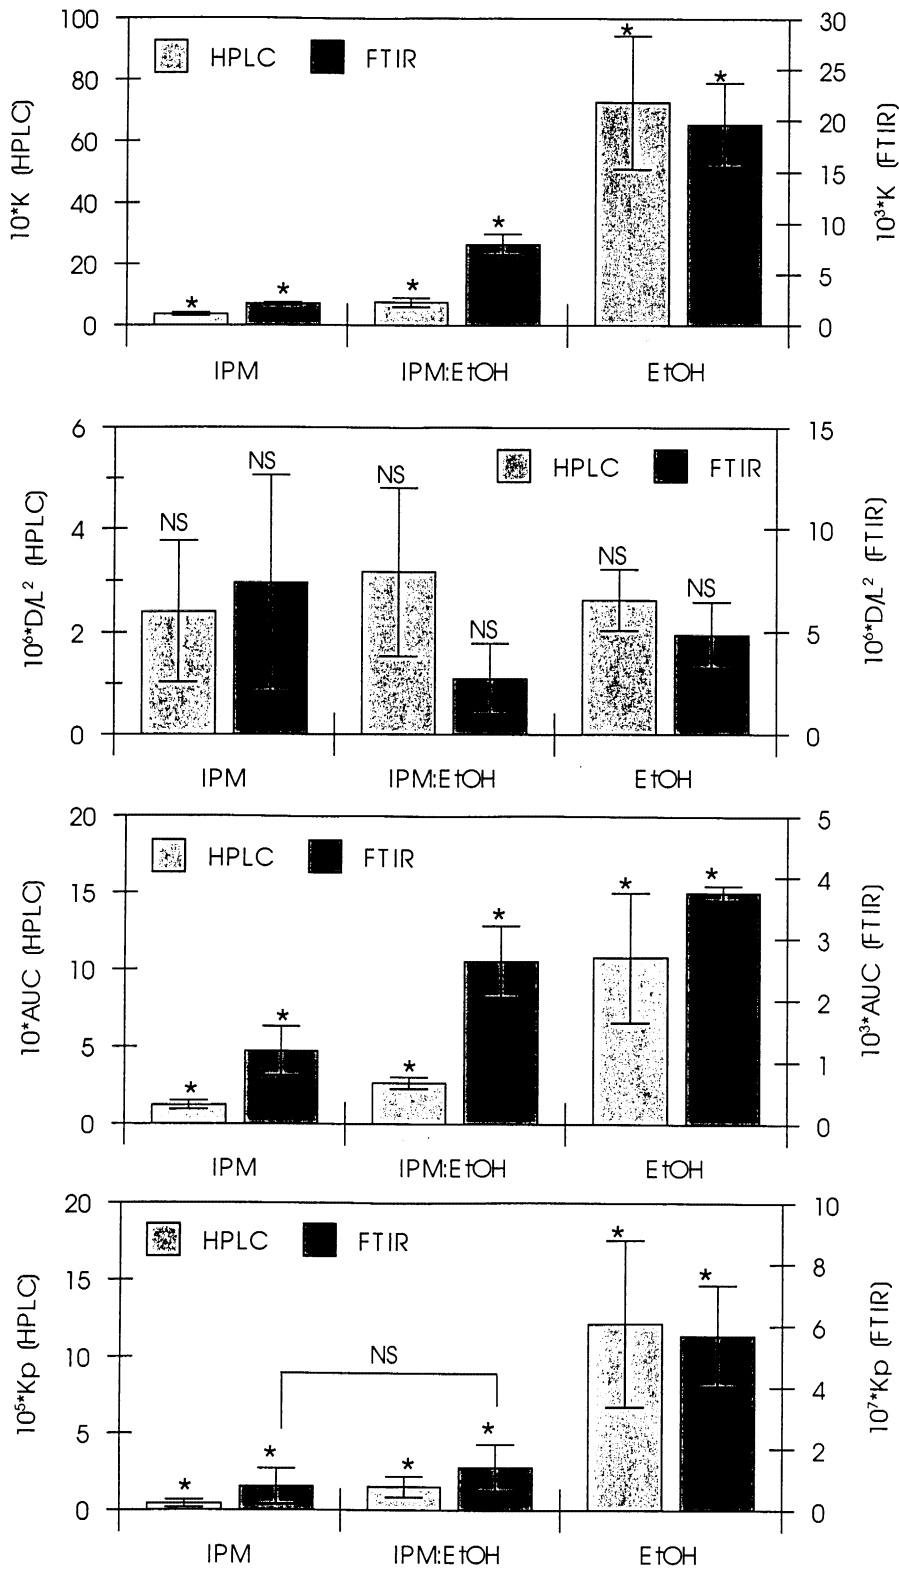 100
80
60
40
20
0
10*K (HPLC)
HPLC FTIR
* * * * * *
30
25
20
15
10
5
0
10³*K (FTIR)
IPM IPM:EtOH EtOH
6
4
2
0
10⁶*D/L² (HPLC)
HPLC FTIR
NS NS NS NS NS NS
15
10
5
0
10⁶*D/L² (FTIR)
IPM IPM:EtOH EtOH
20
15
10
5
0
10*AUC (HPLC)
HPLC FTIR
* * * * * *
5
4
3
2
1
0
10³*AUC (FTIR)
IPM IPM:EtOH EtOH
20
15
10
5
0
10⁵*Kp (HPLC)
HPLC FTIR
NS
* * * * * *
10
8
6
4
2
0
10⁷*Kp (FTIR)
IPM IPM:EtOH EtOH